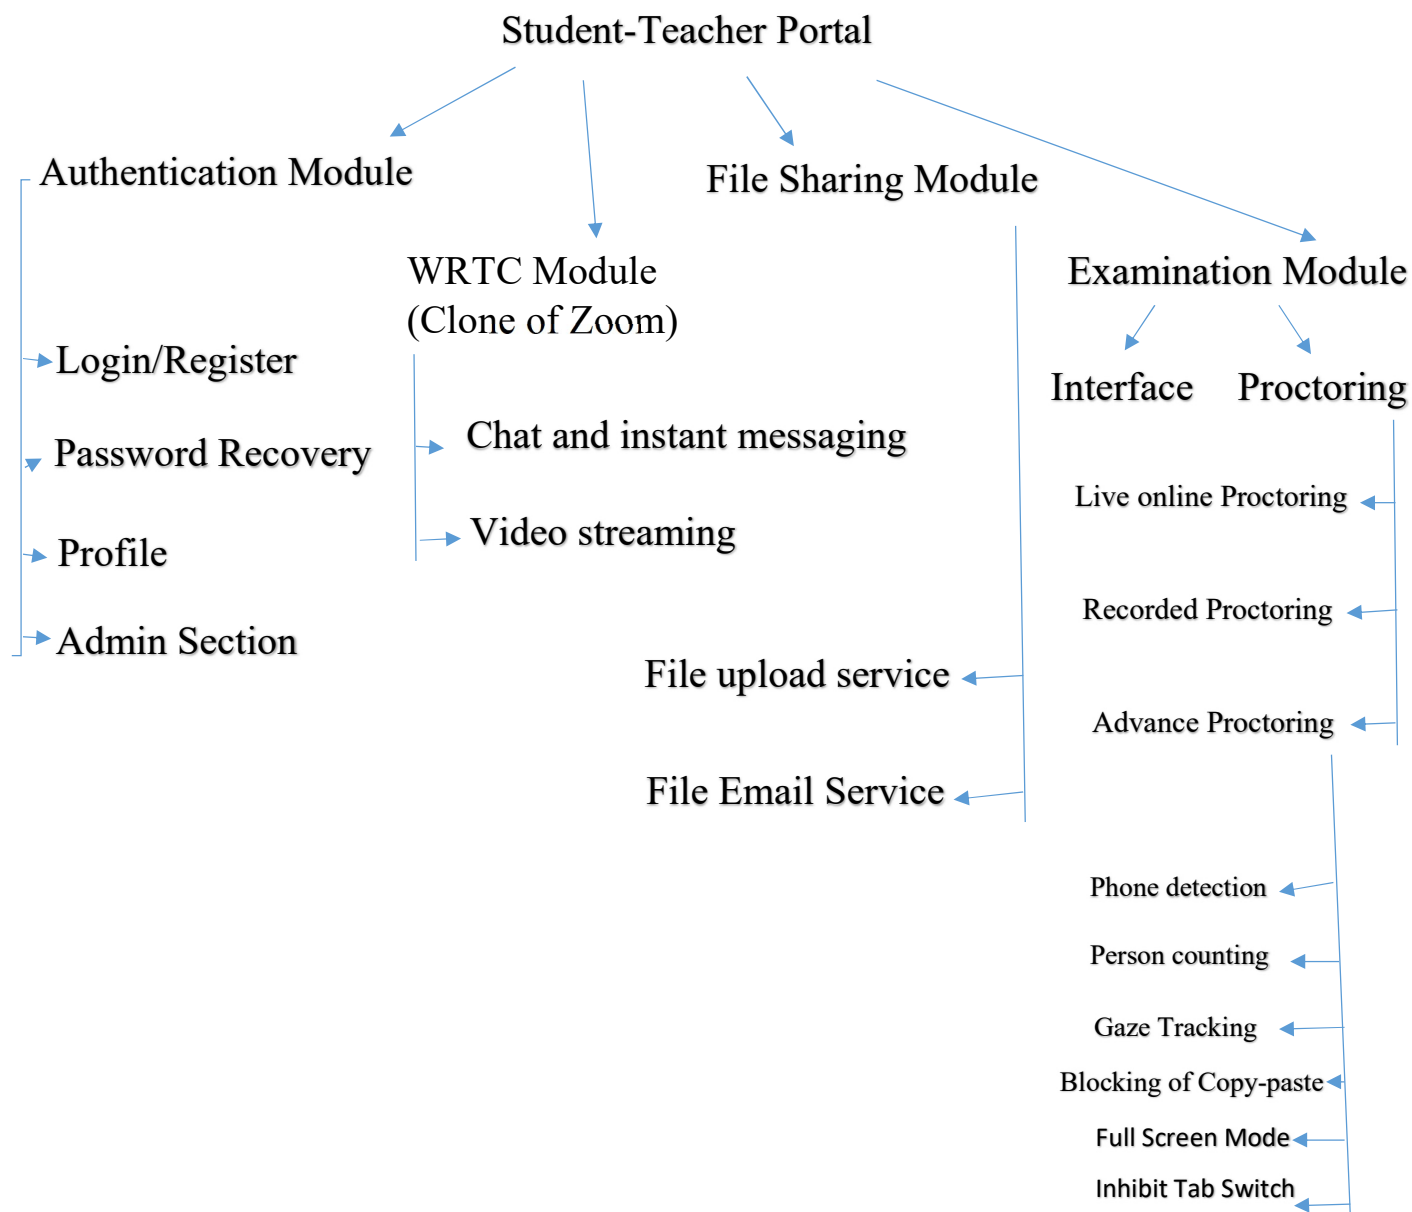 Student-Teacher Portal
Authentication Module
Login/Register
Password Recovery
Profile
Admin Section
WRTC Module
(Clone of Zoom)
Chat and instant messaging
Video streaming
File Sharing Module
File upload service
File Email Service
Examination Module
Interface
Proctoring
Live online Proctoring
Recorded Proctoring
Advance Proctoring
Phone detection
Person counting
Gaze Tracking
Blocking of Copy-paste
Full Screen Mode
Inhibit Tab Switch